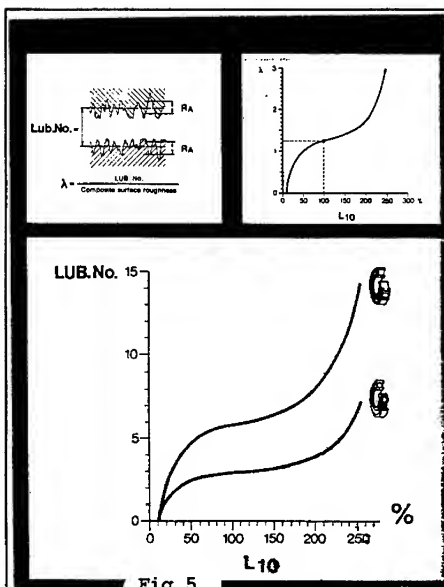 RA
Lub.No.=
RA
λ = LUB No.
Composite surface roughness
λ
3
2
1
0
0 50 100 150 200 250 300 %
L10
LUB.No. 15
10
5
0
0 50 100 150 200 250
%
L10
Fig 5